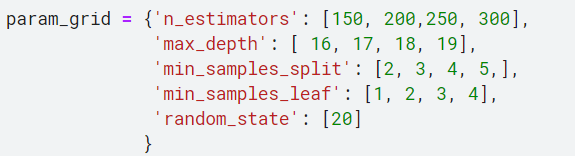 param_grid = {'n_estimators': [150, 200,250, 300],
'max_depth': [ 16, 17, 18, 19],
'min_samples_split': [2, 3, 4, 5,],
'min_samples_leaf': [1, 2, 3, 4],
'random_state': [20]
}